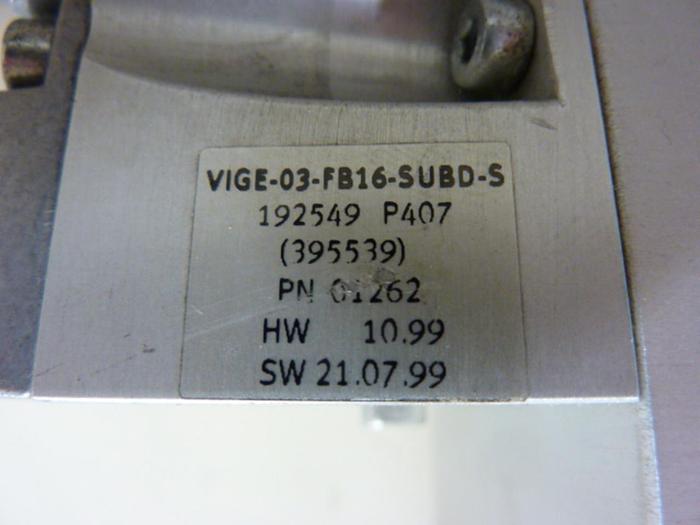 VIGE-03-FB16-SUBD-S
192549 P407
(395539)
PN 01262
HW 10.99
SW 21.07.99